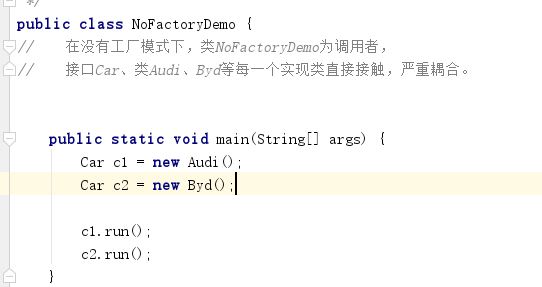 */
public class NoFactoryDemo {
//    在没有工厂模式下，类NoFactoryDemo为调用者，
//    接口Car、类Audi、Byd等每一个实现类直接接触，严重耦合。
public static void main(String[] args) {
Car c1 = new Audi();
Car c2 = new Byd();
c1.run();
c2.run();
}